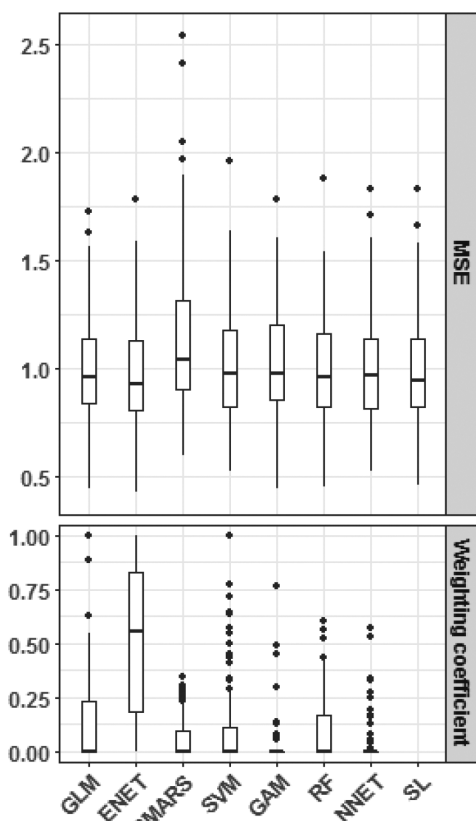 2.5
2.0
1.5
1.0
0.5
MSE
1.00
0.75
0.50
0.25
0.00
Weighting coefficient
GLM
ENET
MARS
SVM
GAM
RF
NNET
SL